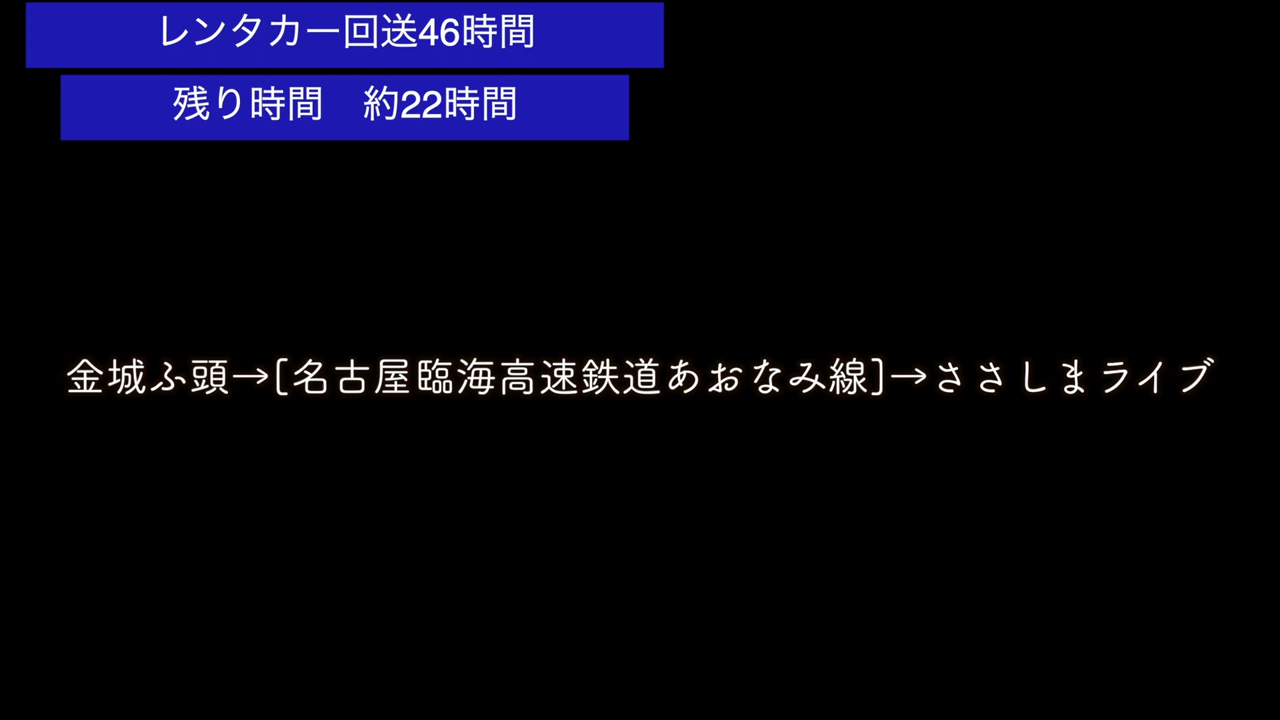 レンタカー回送46時間
残り時間　約22時間
金城ふ頭→[名古屋臨海高速鉄道あおなみ線]→ささしまライブ